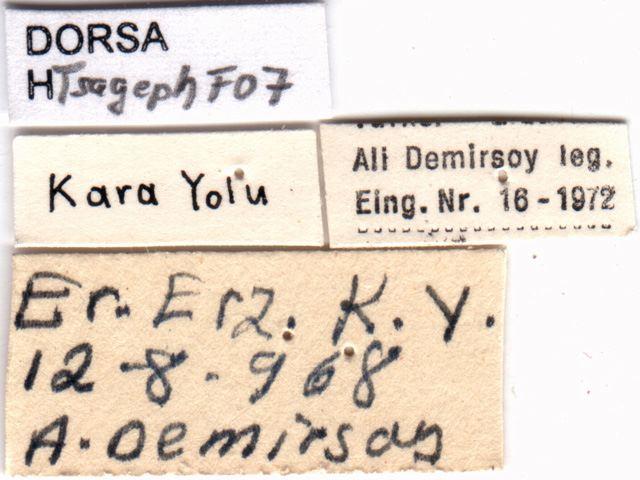 DORSA
HTsageph F07
Kara Yolu
Ali Demirsoy leg.
Eing. Nr. 16-1972
Er. Erz. K. Y.
12-8-968
A. Demirsoy